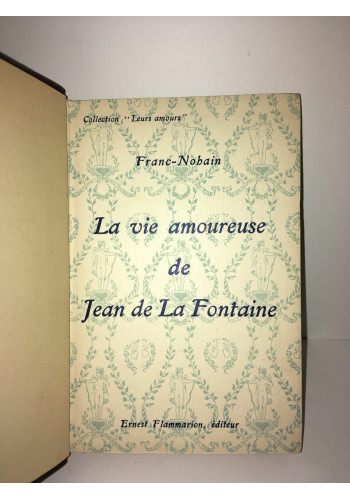 Collection "Leurs amours"
Franc-Nohain
La vie amoureuse
de
Jean de La Fontaine
Ernest Flammarion, éditeur